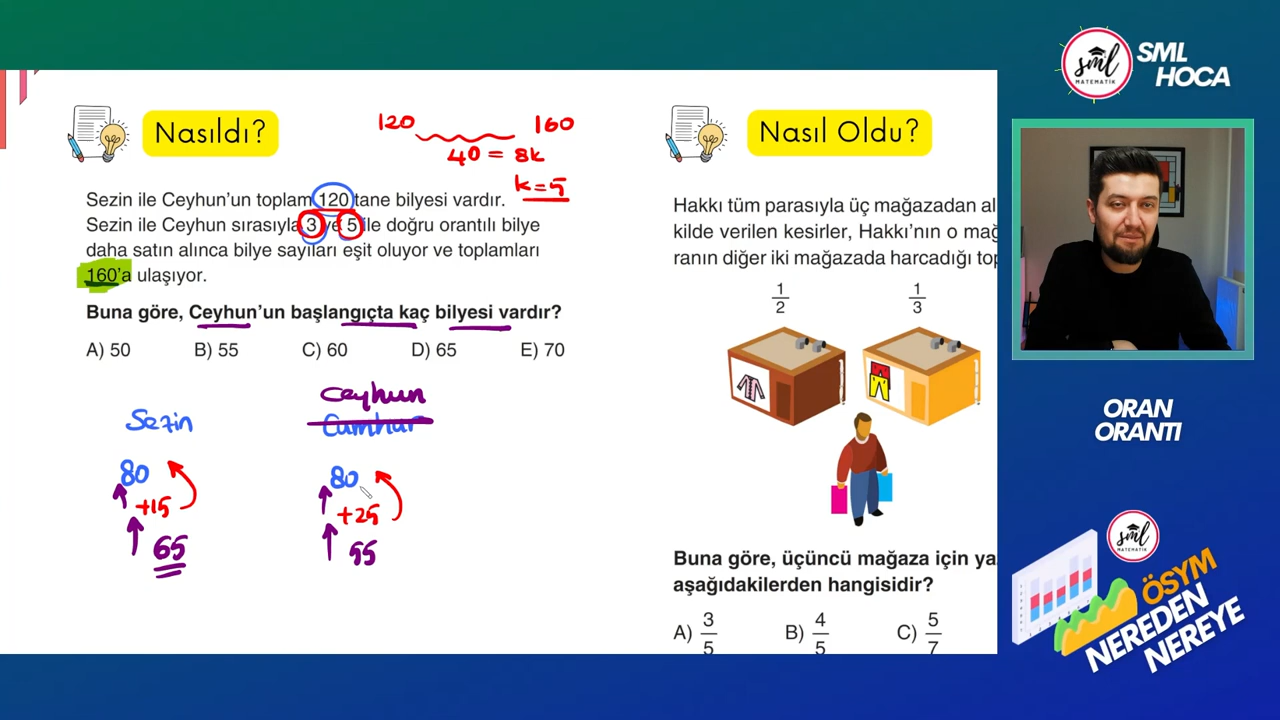 Nasıldı?
120 160
40 = 8k
k = 5
Sezin ile Ceyhun'un toplam 120 tane bilyesi vardır.
Sezin ile Ceyhun sırasıyla 3 ve 5 ile doğru orantılı bilye
daha satın alınca bilye sayıları eşit oluyor ve toplamları
160'a ulaşıyor.
Buna göre, Ceyhun'un başlangıçta kaç bilyesi vardır?
A) 50 B) 55 C) 60 D) 65 E) 70
Ceyhun
Sezin Cumhur
80 80
+15 +25
65 55
Nasıl Oldu?
Hakkı tüm parasıyla üç mağazadan al
kilde verilen kesirler, Hakkı'nın o mağ
ranın diğer iki mağazada harcadığı top
1/2 1/3
Buna göre, üçüncü mağaza için ya
aşağıdakilerden hangisidir?
A) 3/5 B) 4/5 C) 5/7
sml
MATEMATİK
SML
HOCA
ORAN
ORANTI
sml
MATEMATİK
ÖSYM
NEREDEN
NEREYE